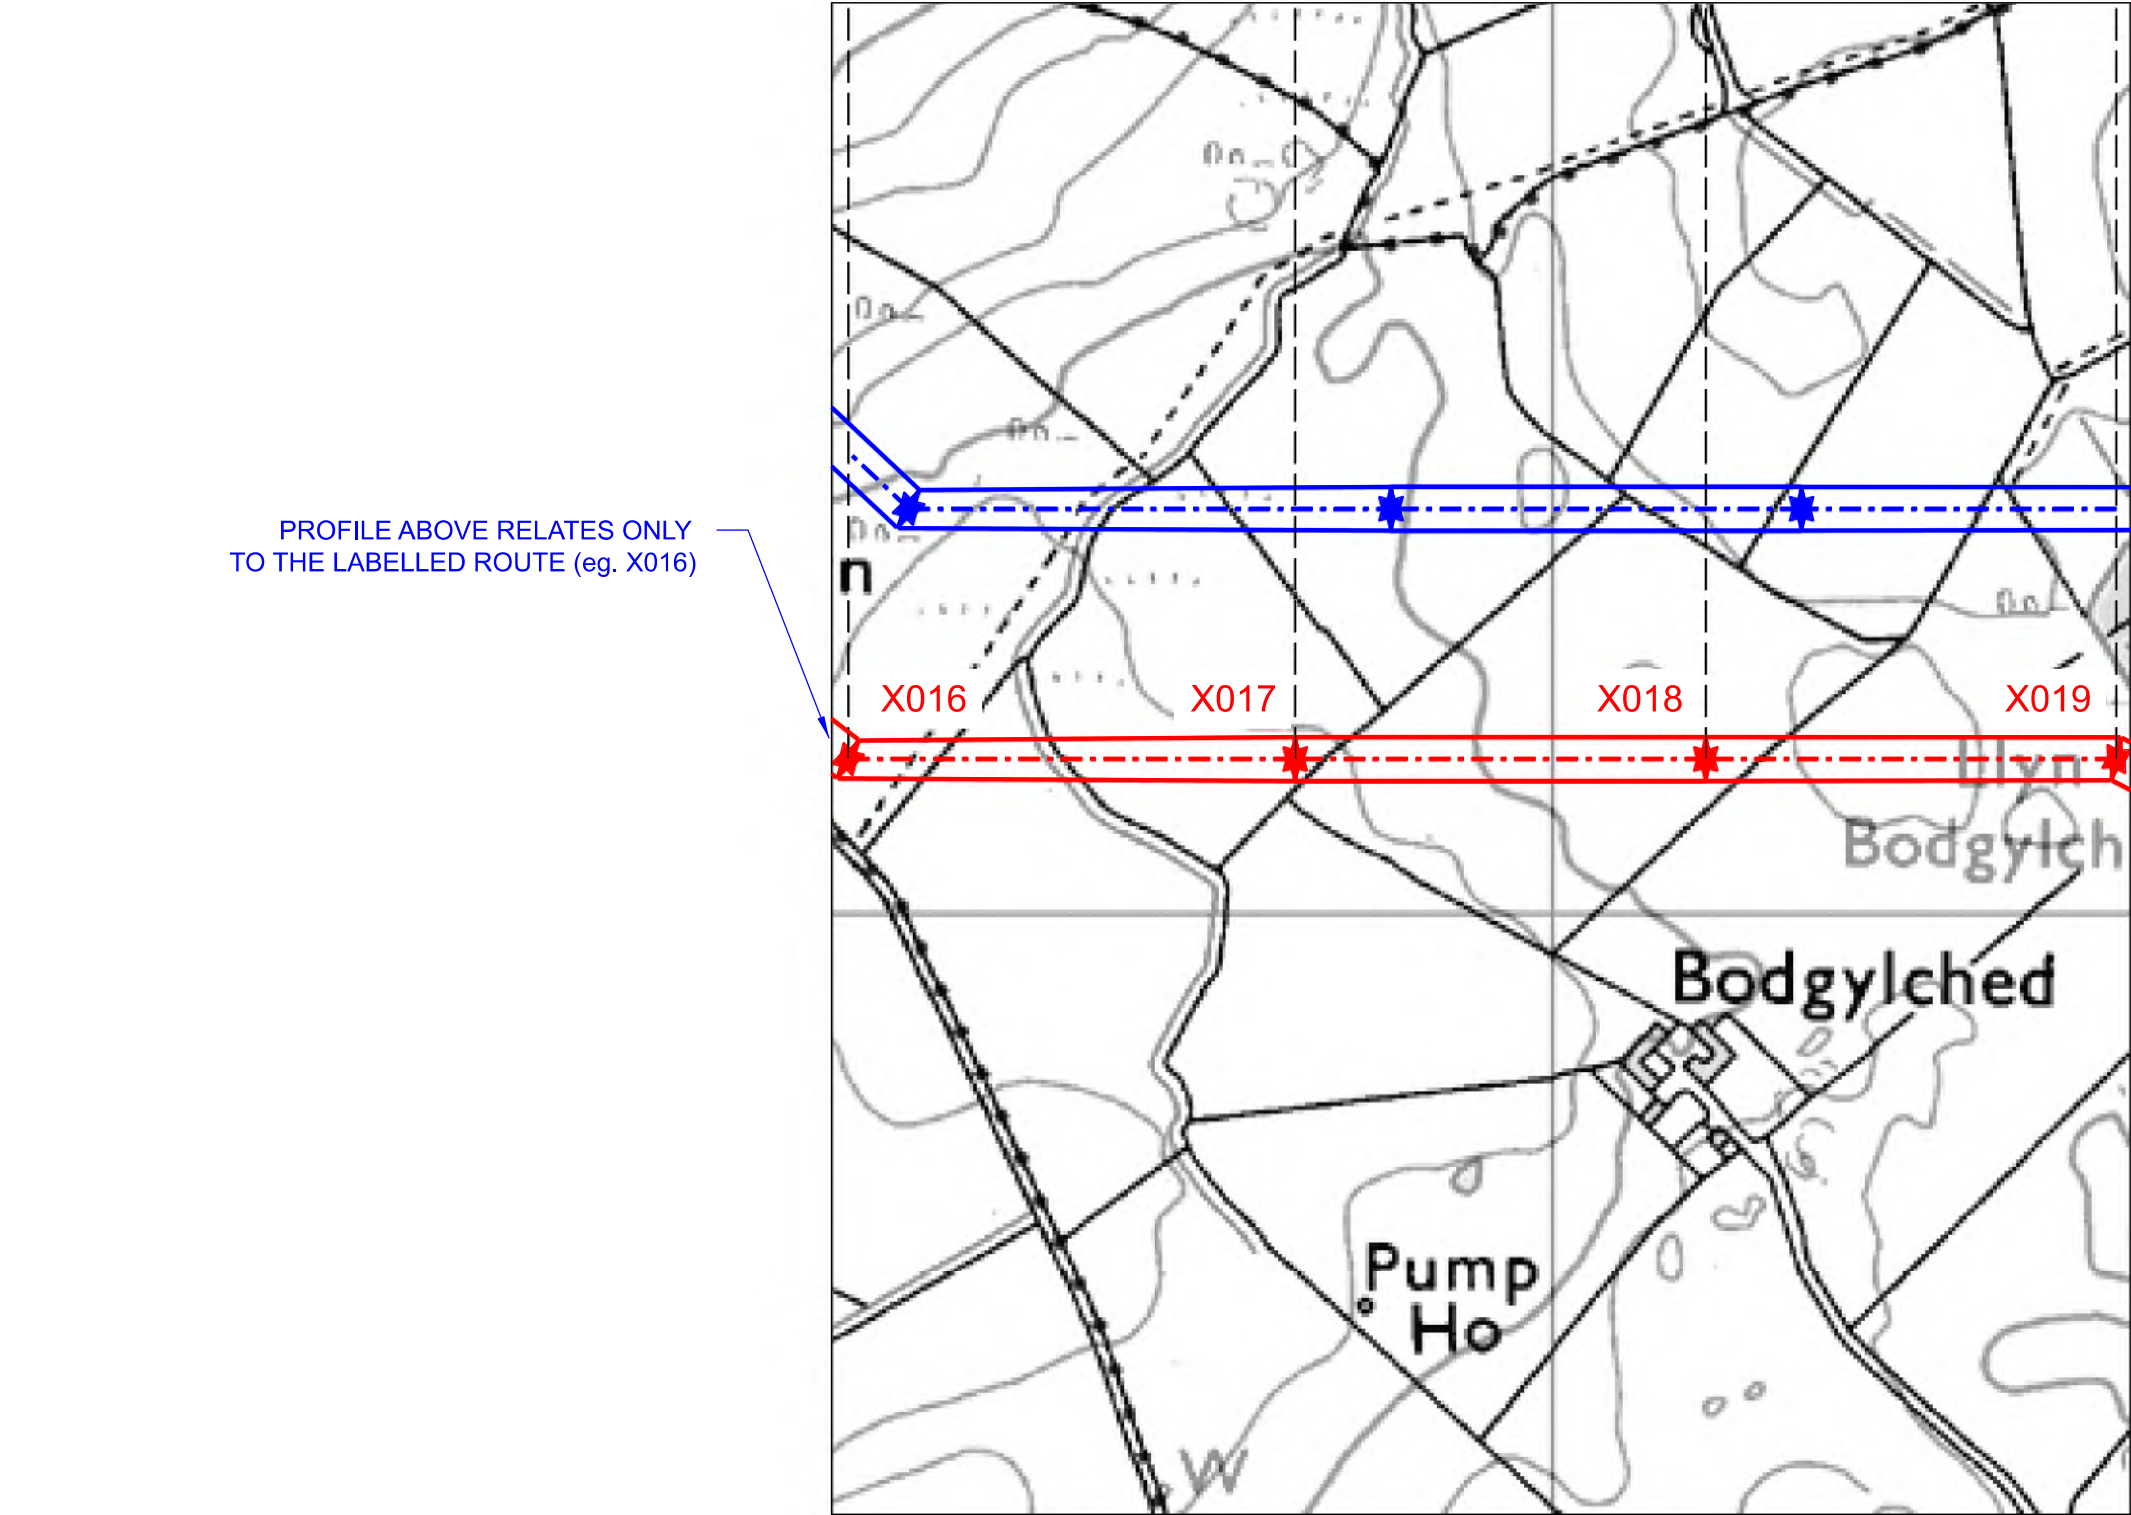 PROFILE ABOVE RELATES ONLY
TO THE LABELLED ROUTE (eg. X016)
n
X016
X017
X018
X019
Llyn
Bodgylch
Bodgylched
Pump
Ho
W